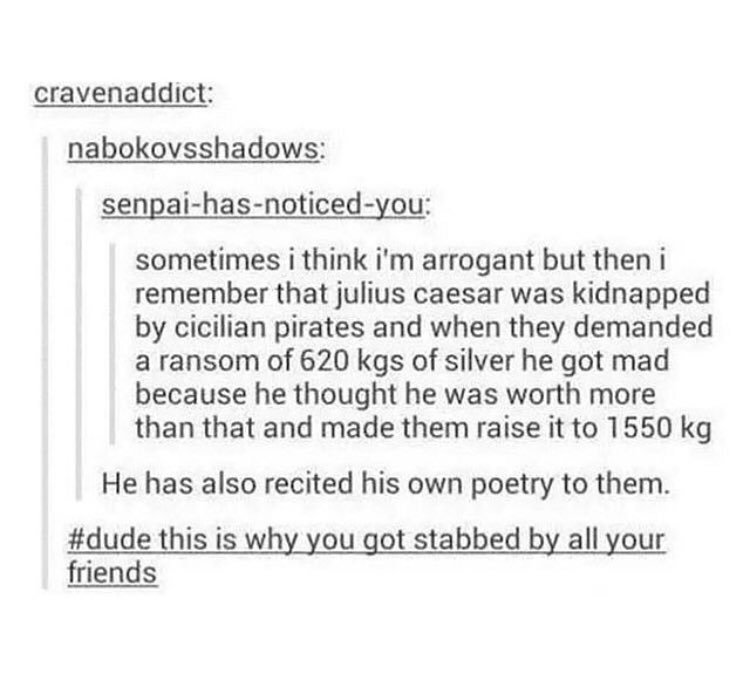 cravenaddict:
nabokovsshadows:
senpai-has-noticed-you:
sometimes i think i'm arrogant but then i
remember that julius caesar was kidnapped
by cicilian pirates and when they demanded
a ransom of 620 kgs of silver he got mad
because he thought he was worth more
than that and made them raise it to 1550 kg
He has also recited his own poetry to them.
#dude this is why you got stabbed by all your
friends